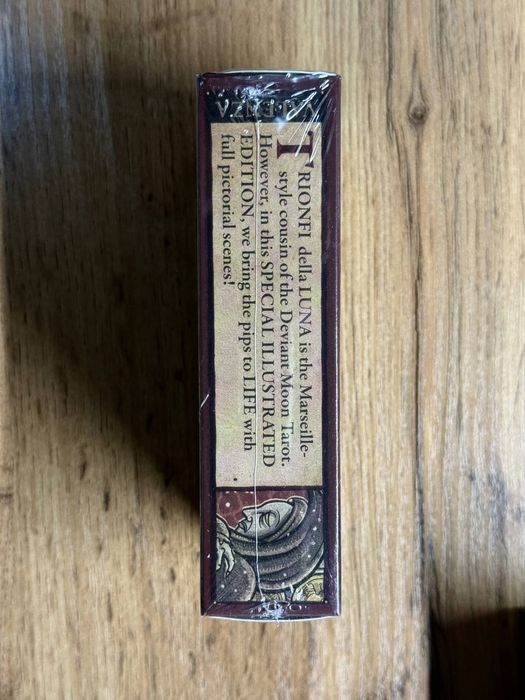 VALENZA
TRIONFI della LUNA is the Marseille-
style cousin of the Deviant Moon Tarot.
However, in this SPECIAL ILLUSTRATED
EDITION, we bring the pips to LIFE with
full pictorial scenes!